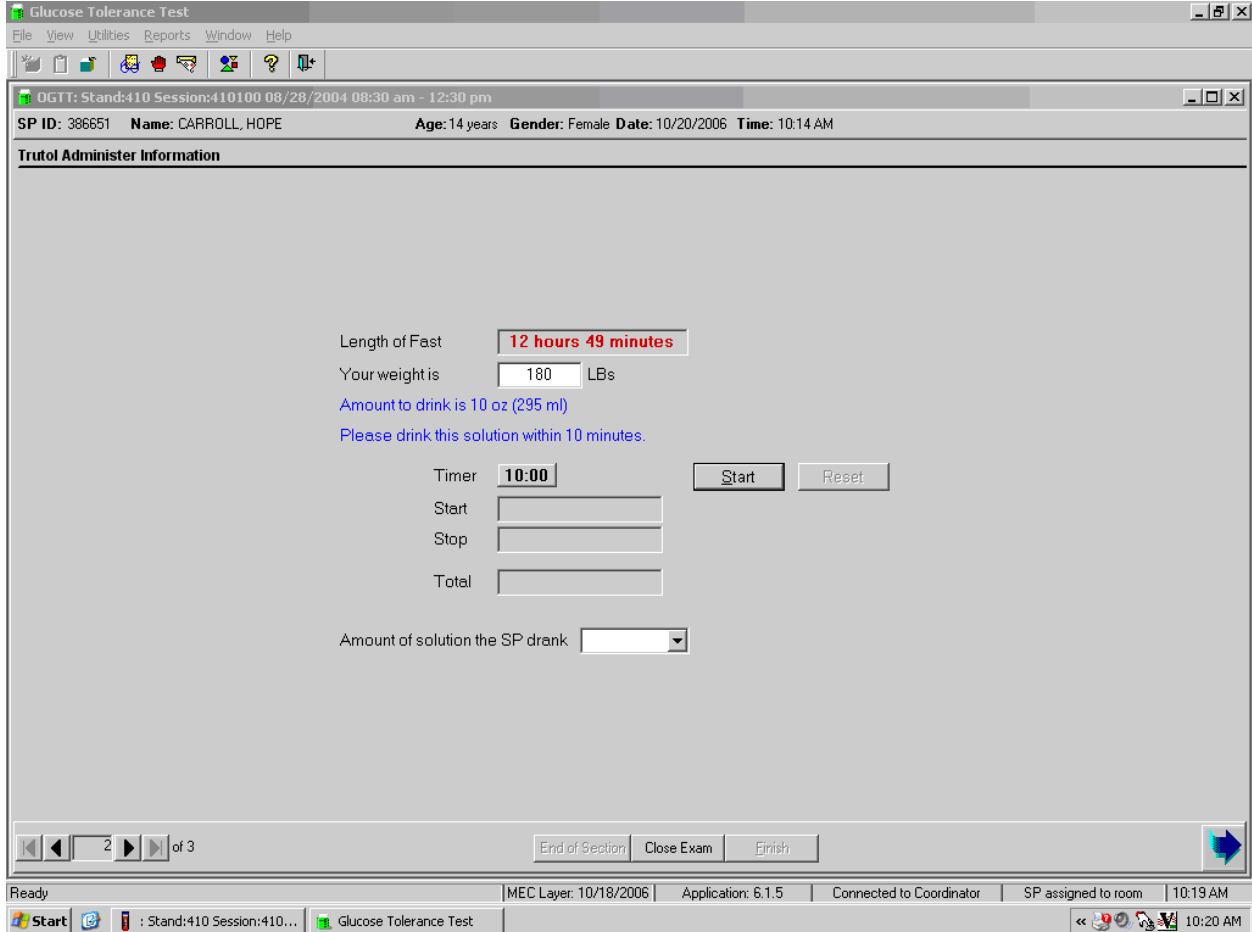 Glucose Tolerance Test
File View Utilities Reports Window Help
OGTT: Stand:410 Session:410100 08/28/2004 08:30 am - 12:30 pm
SP ID: 386651 Name: CARROLL, HOPE Age: 14 years Gender: Female Date: 10/20/2006 Time: 10:14 AM
Trutol Administer Information
Length of Fast 12 hours 49 minutes
Your weight is 180 LBs
Amount to drink is 10 oz (295 ml)
Please drink this solution within 10 minutes.
Timer 10:00 Start Reset
Start
Stop
Total
Amount of solution the SP drank
2 of 3 End of Section Close Exam Finish
Ready MEC Layer: 10/18/2006 Application: 6.1.5 Connected to Coordinator SP assigned to room 10:19 AM
Start : Stand:410 Session:410... Glucose Tolerance Test « 10:20 AM